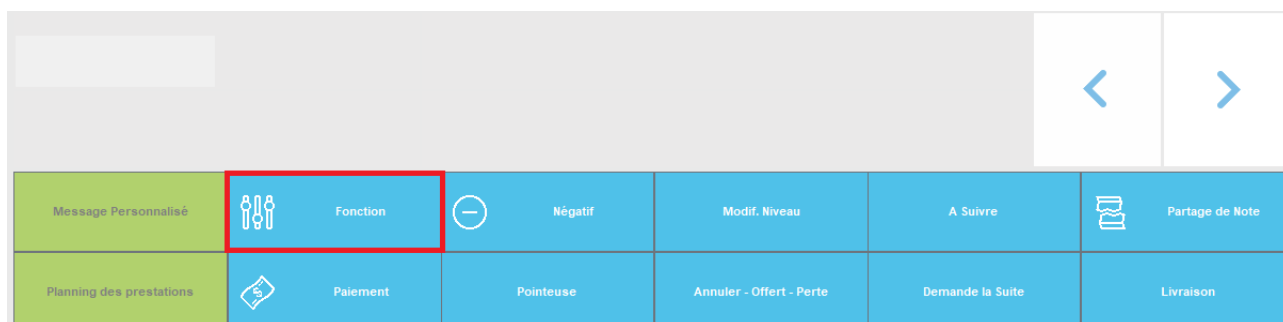 Message Personnalisé Fonction Négatif Modif. Niveau A Suivre Partage de Note
Planning des prestations Paiement Pointeuse Annuler - Offert - Perte Demande la Suite Livraison